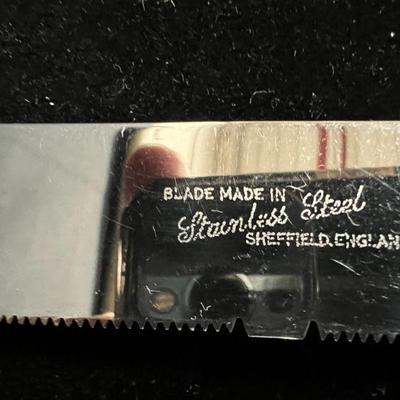 BLADE MADE IN
Stainless Steel
SHEFFIELD, ENGLAN